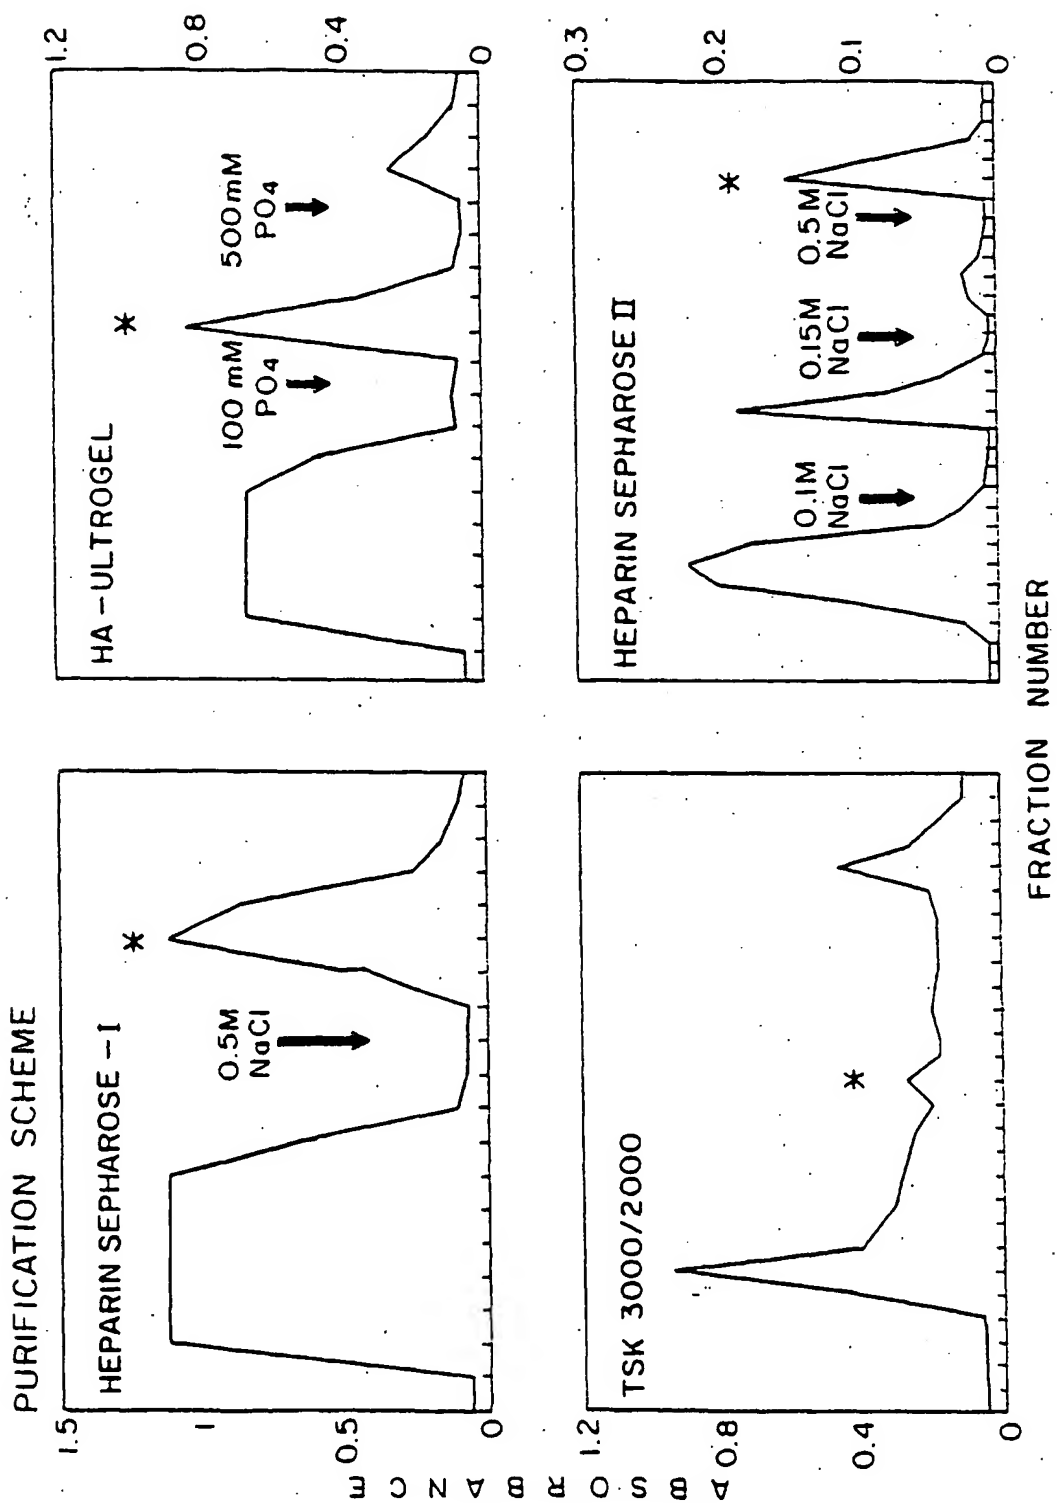 PURIFICATION SCHEME
HEPARIN SEPHAROSE - I
1.5
1
0.5
0
0.5M
NaCl
*
HA - ULTROGEL
100 mM
PO4
*
500 mM
PO4
1.2
0.8
0.4
0
TSK 3000/2000
1.2
0.8
0.4
0
*
HEPARIN SEPHAROSE II
0.1M
NaCl
0.15M
NaCl
0.5M
NaCl
*
0.3
0.2
0.1
0
ABSORBANCE
FRACTION NUMBER